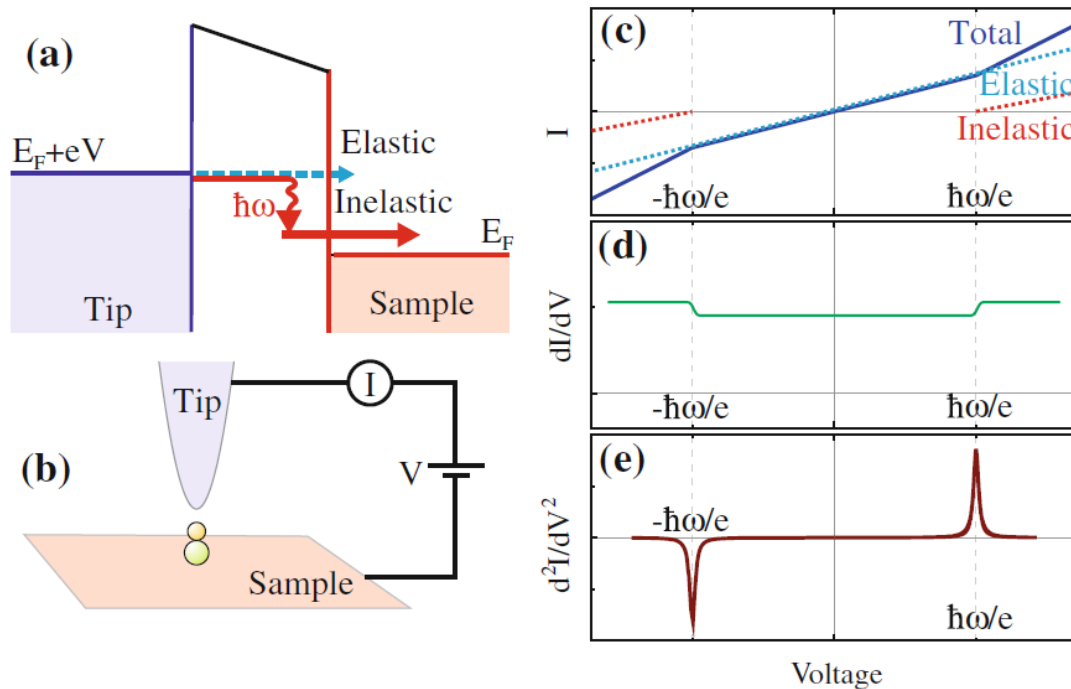 (a)
E_F+eV
Elastic
ħω
Inelastic
E_F
Tip
Sample
(b)
Tip
I
V
Sample
(c)
Total
Elastic
Inelastic
I
-ħω/e
ħω/e
(d)
dI/dV
-ħω/e
ħω/e
(e)
d²I/dV²
-ħω/e
ħω/e
Voltage